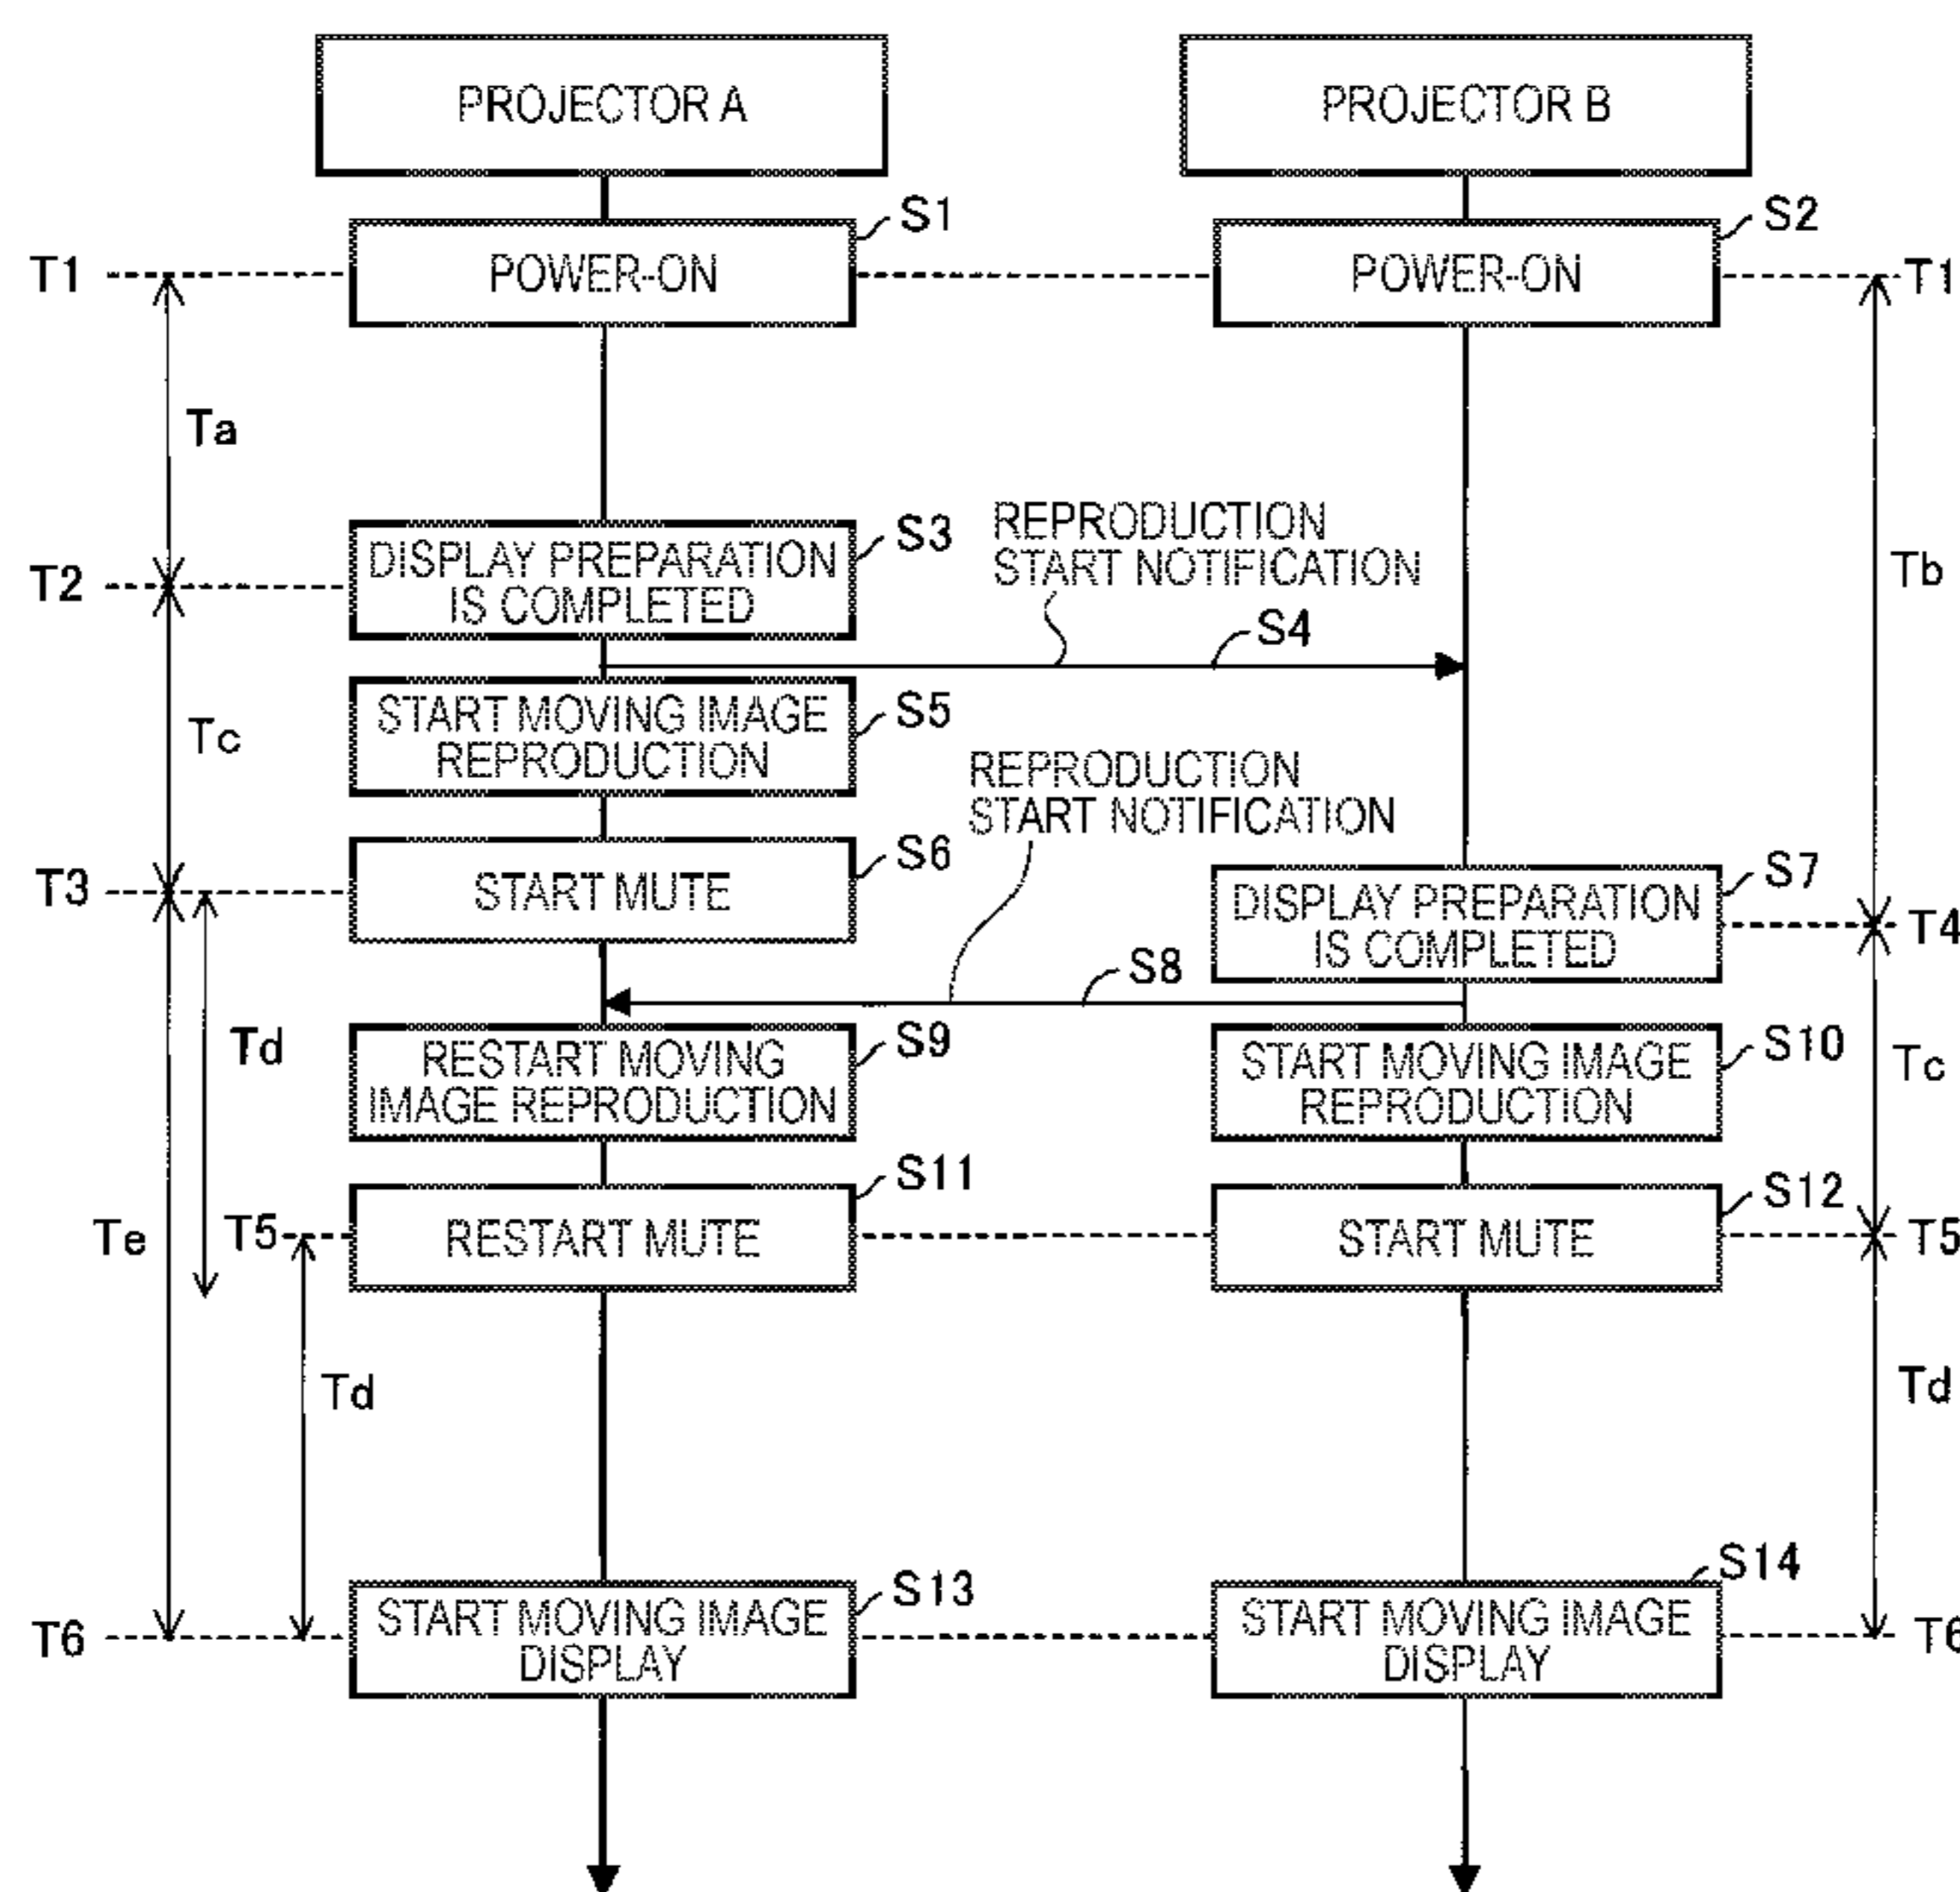 PROJECTOR A
PROJECTOR B
S1
S2
T1
POWER-ON
POWER-ON
T1
Ta
S3
REPRODUCTION
START NOTIFICATION
DISPLAY PREPARATION
IS COMPLETED
T2
Tb
S4
START MOVING IMAGE
REPRODUCTION
S5
Tc
REPRODUCTION
START NOTIFICATION
S6
S7
T3
START MUTE
DISPLAY PREPARATION
IS COMPLETED
T4
S8
Td
RESTART MOVING
IMAGE REPRODUCTION
S9
START MOVING IMAGE
REPRODUCTION
S10
Tc
S11
S12
Te
T5
RESTART MUTE
START MUTE
T5
Td
Td
S13
S14
T6
START MOVING IMAGE
DISPLAY
START MOVING IMAGE
DISPLAY
T6